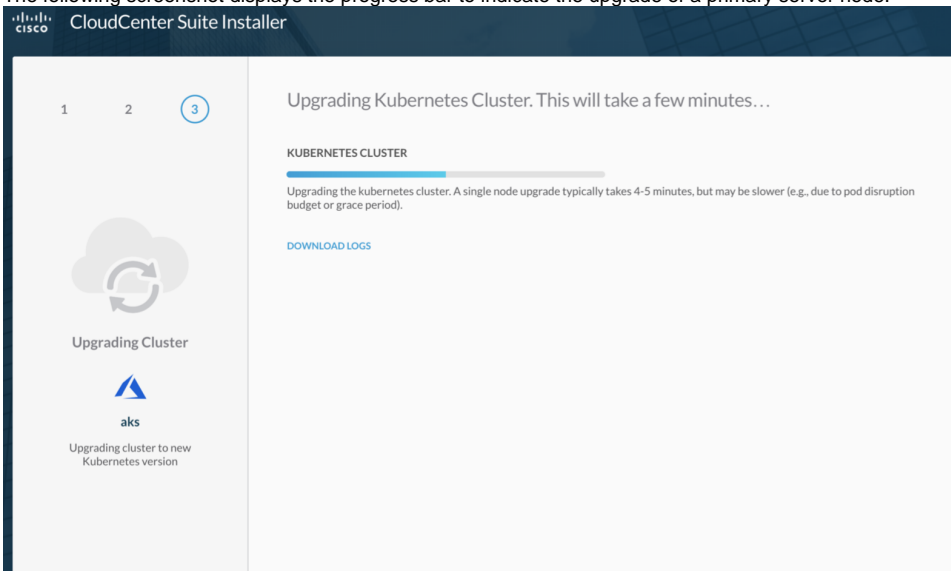 The following screenshot displays the progress bar to indicate the upgrade of a primary server node.
cisco CloudCenter Suite Installer
1 2 3
Upgrading Kubernetes Cluster. This will take a few minutes...
KUBERNETES CLUSTER
Upgrading the kubernetes cluster. A single node upgrade typically takes 4-5 minutes, but may be slower (e.g., due to pod disruption
budget or grace period).
DOWNLOAD LOGS
Upgrading Cluster
aks
Upgrading cluster to new
Kubernetes version